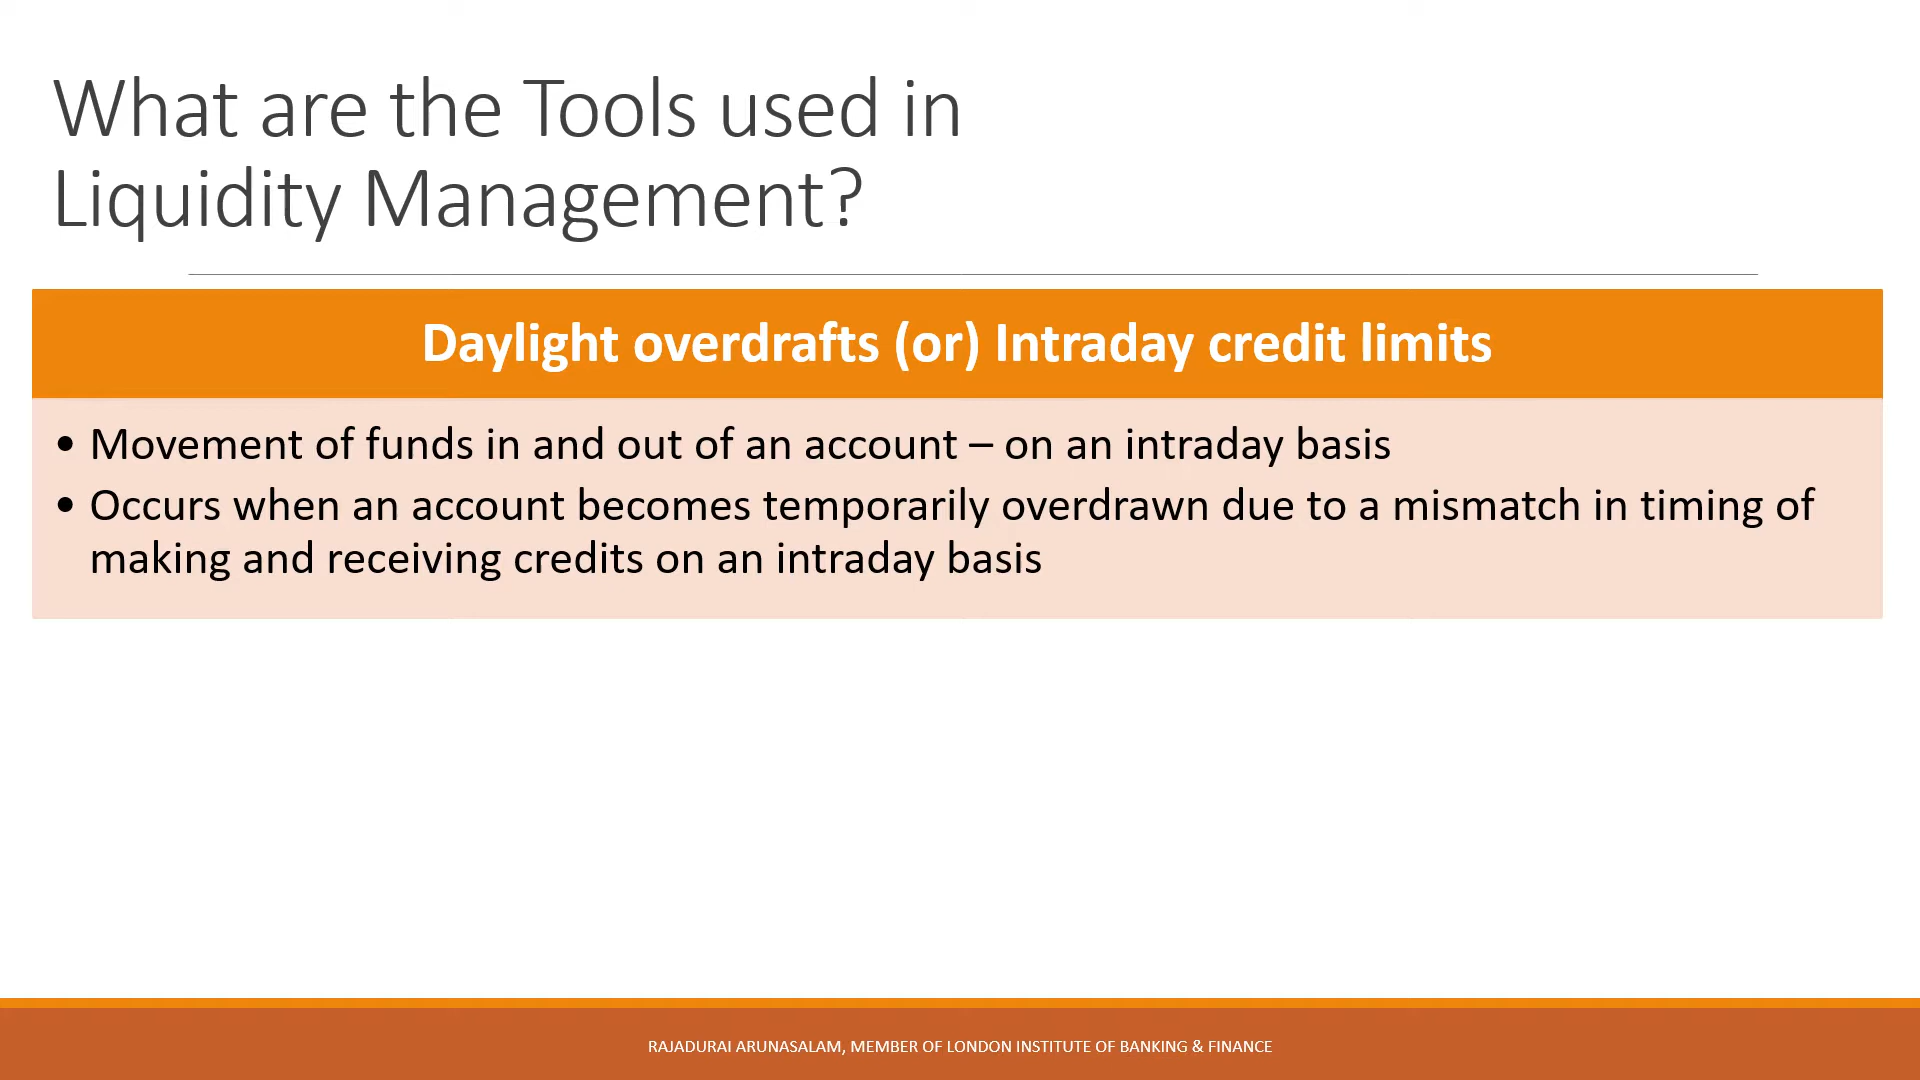 What are the Tools used in
Liquidity Management?
Daylight overdrafts (or) Intraday credit limits
• Movement of funds in and out of an account – on an intraday basis
• Occurs when an account becomes temporarily overdrawn due to a mismatch in timing of
making and receiving credits on an intraday basis
RAJADURAI ARUNASALAM, MEMBER OF LONDON INSTITUTE OF BANKING & FINANCE